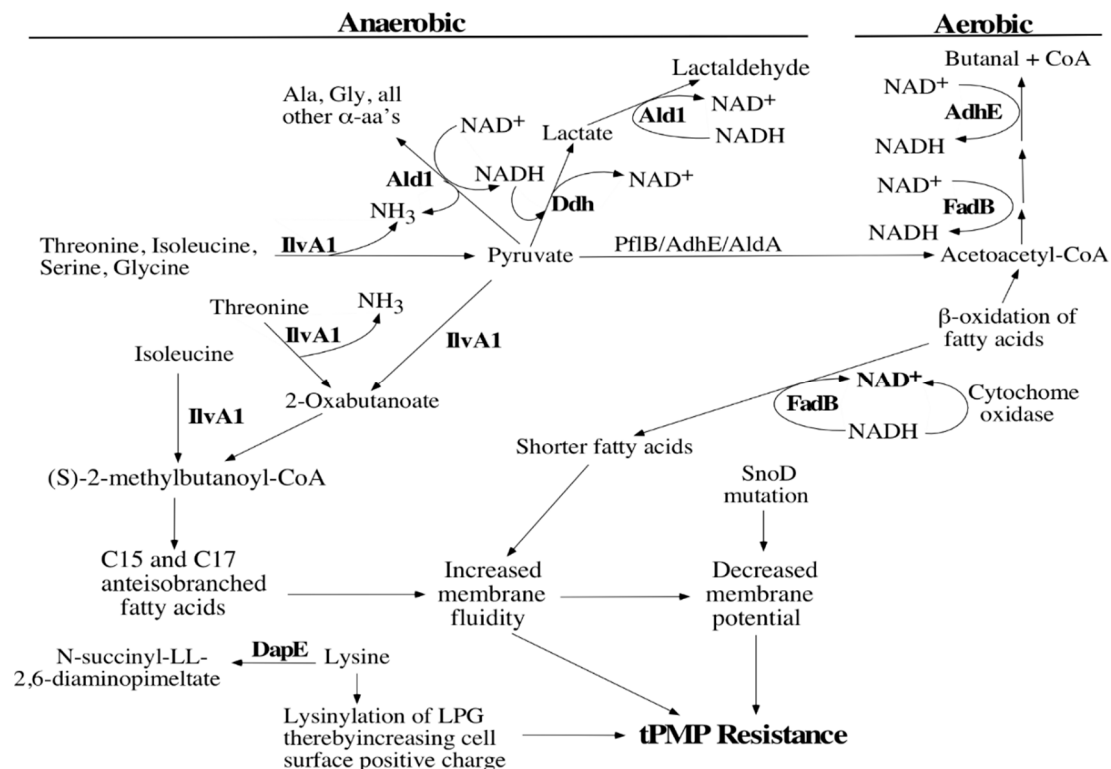 Anaerobic
Aerobic
Butanal + CoA
Lactaldehyde
NAD+
AdhE
NADH
Ala, Gly, all
other α-aa's
NAD+
Ald1
NADH
NAD+
Lactate
Ald1
NADH
NAD+
Ddh
NH3
NAD+
FadB
NADH
Threonine, Isoleucine,
Serine, Glycine
IlvA1
Pyruvate
PflB/AdhE/AldA
Acetoacetyl-CoA
Threonine
NH3
IlvA1
IlvA1
β-oxidation of
fatty acids
Isoleucine
IlvA1
2-Oxabutanoate
NAD+
FadB
NADH
Cytochome
oxidase
Shorter fatty acids
(S)-2-methylbutanoyl-CoA
SnoD
mutation
C15 and C17
anteisobranched
fatty acids
Increased
membrane
fluidity
Decreased
membrane
potential
N-succinyl-LL-
2,6-diaminopimeltate
DapE
Lysine
Lysinylation of LPG
therebyincreasing cell
surface positive charge
tPMP Resistance